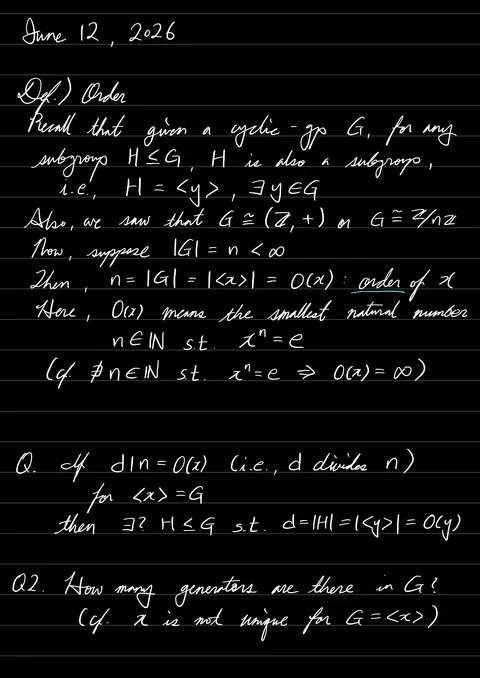 June 12, 2026
Def.) Order
Recall that given a cyclic-gp G, for any
subgroup H ≤ G, H is also a subgroup,
i.e., H = <y>, ∃y∈G
Also, we saw that G ≅ (ℤ, +) or G ≅ ℤ/nℤ
Now, suppose |G| = n < ∞
Then, n = |G| = |<x>| = O(x) : order of x
Here, O(x) means the smallest natural number
n∈ℕ s.t. xⁿ = e
(cf. ∄n∈ℕ s.t. xⁿ = e ⇒ O(x) = ∞)
Q. If d|n = O(x) (i.e., d divides n)
for <x> = G
then ∃? H ≤ G s.t. d = |H| = |<y>| = O(y)
Q2. How many generators are there in G?
(cf. x is not unique for G = <x>)